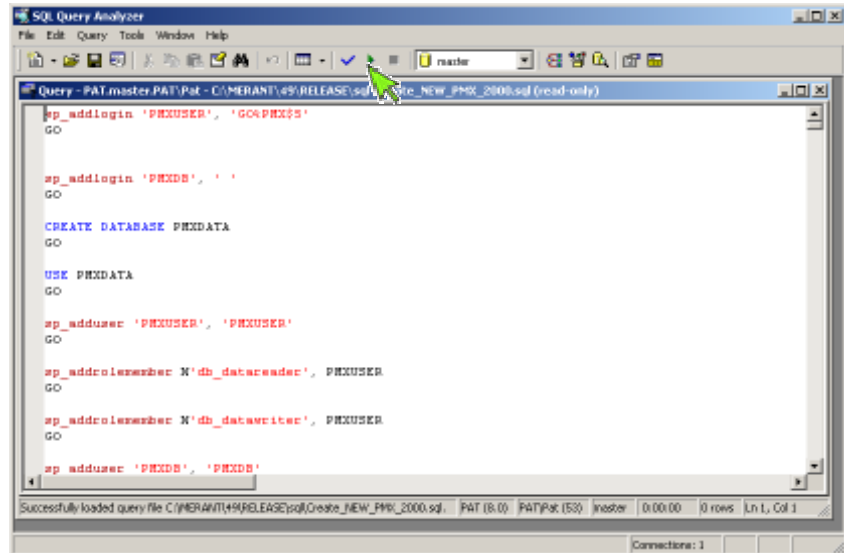 SQL Query Analyzer
File Edit Query Tools Window Help
master
Query - PAT.master.PAT\Pat - C:\MERANT\49\RELEASE\sql\Create_NEW_PMX_2000.sql (read-only)
sp_addlogin 'PMXUSER', 'GO%PMX$S'
GO
sp_addlogin 'PMXDB', ' '
GO
CREATE DATABASE PMXDATA
GO
USE PMXDATA
GO
sp_adduser 'PMXUSER', 'PMXUSER'
GO
sp_addrolemember N'db_datareader', PMXUSER
GO
sp_addrolemember N'db_datawriter', PMXUSER
GO
sp_adduser 'PMXDB', 'PMXDB'
Successfully loaded query file C:\MERANT\49\RELEASE\sql\Create_NEW_PMX_2000.sql. PAT (8.0) PAT\Pat (53) master 0:00:00 0 rows Ln 1, Col 1
Connections: 1